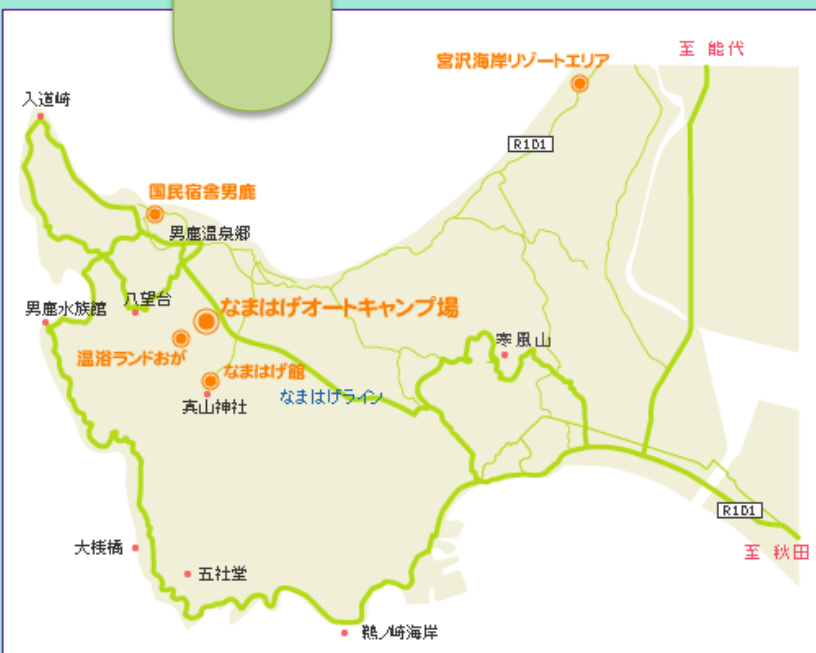 至 能代
宮沢海岸リゾートエリア
入道崎
R101
国民宿舎男鹿
男鹿温泉郷
八望台
男鹿水族館
なまはげオートキャンプ場
寒風山
温浴ランドおが
なまはげ館
なまはげライン
真山神社
R101
大桟橋
至 秋田
五社堂
鵜ノ崎海岸